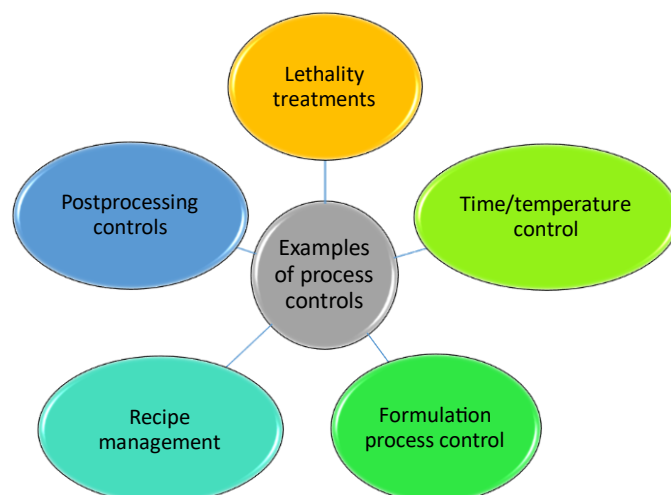 Lethality
treatments
Postprocessing
controls
Time/temperature
control
Examples
of process
controls
Recipe
management
Formulation
process control